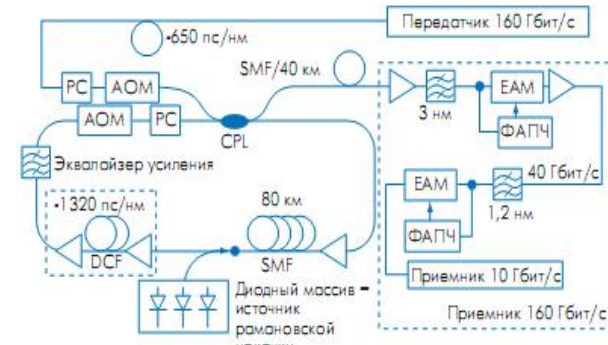 -650 пс/нм
Передатчик 160 Гбит/с
SMF/40 км
PC
АОМ
АОМ
PC
CPL
3 нм
EAM
ФАПЧ
Эквалайзер усиления
-1320 пс/нм
DCF
80 км
SMF
EAM
40 Гбит/с
1,2 нм
ФАПЧ
Приемник 10 Гбит/с
Приемник 160 Гбит/с
Диодный массив –
источник
рамановской